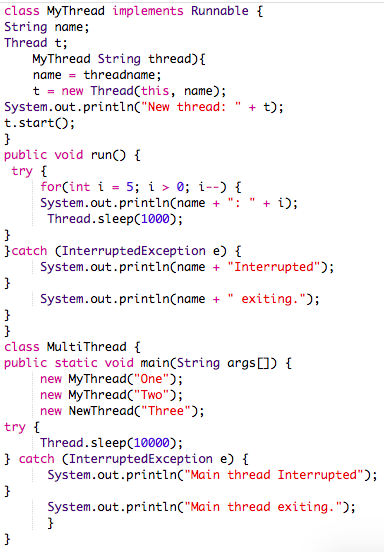 class MyThread implements Runnable {
String name;
Thread t;
MyThread String thread){
name = threadname;
t = new Thread(this, name);
System.out.println("New thread: " + t);
t.start();
}
public void run() {
try {
for(int i = 5; i > 0; i--) {
System.out.println(name + ": " + i);
Thread.sleep(1000);
}
}catch (InterruptedException e) {
System.out.println(name + "Interrupted");
}
System.out.println(name + " exiting.");
}
}
class MultiThread {
public static void main(String args[]) {
new MyThread("One");
new MyThread("Two");
new NewThread("Three");
try {
Thread.sleep(10000);
} catch (InterruptedException e) {
System.out.println("Main thread Interrupted");
}
System.out.println("Main thread exiting.");
}
}